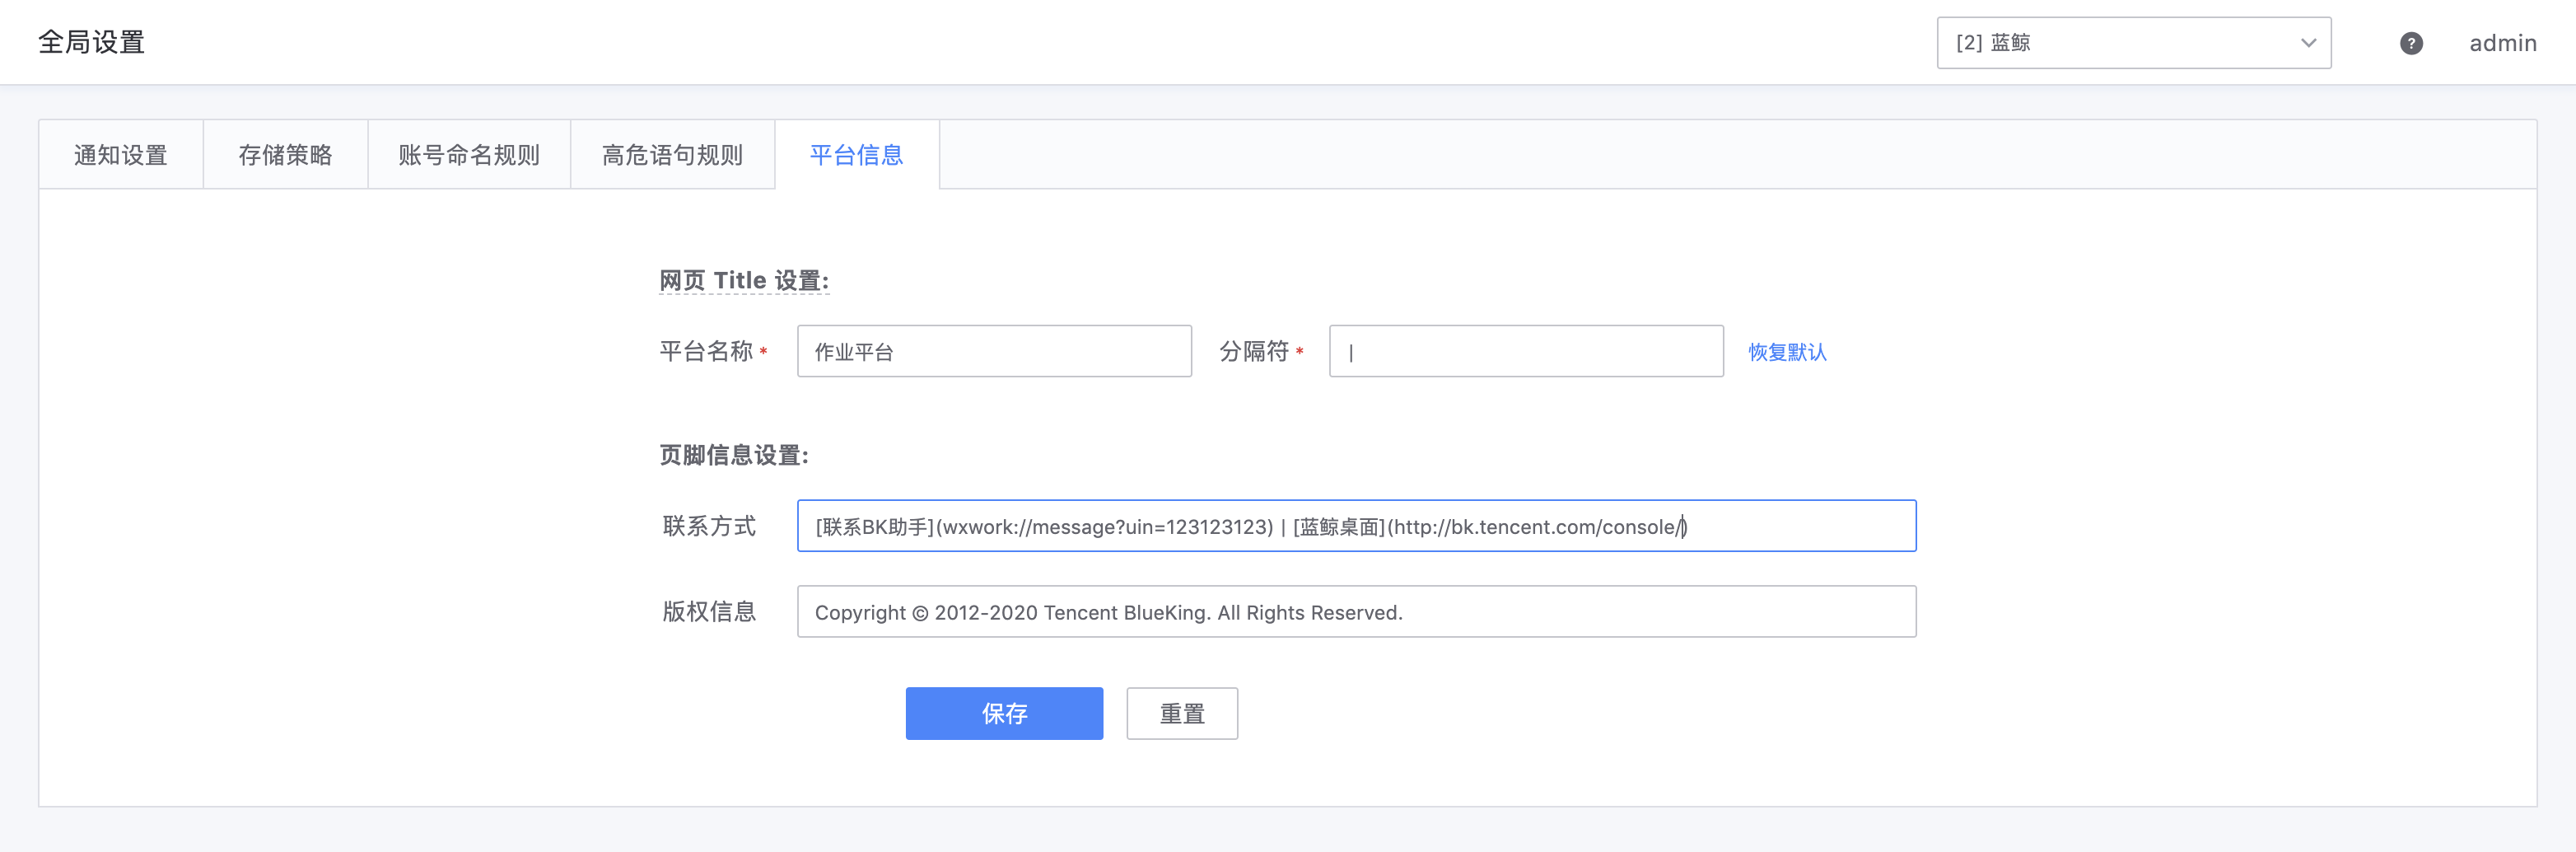 全局设置
[2] 蓝鲸
?
admin
通知设置
存储策略
账号命名规则
高危语句规则
平台信息
网页 Title 设置:
平台名称 *
作业平台
分隔符 *
|
恢复默认
页脚信息设置:
联系方式
[联系BK助手](wxwork://message?uin=123123123) | [蓝鲸桌面](http://bk.tencent.com/console/)
版权信息
Copyright © 2012-2020 Tencent BlueKing. All Rights Reserved.
保存
重置